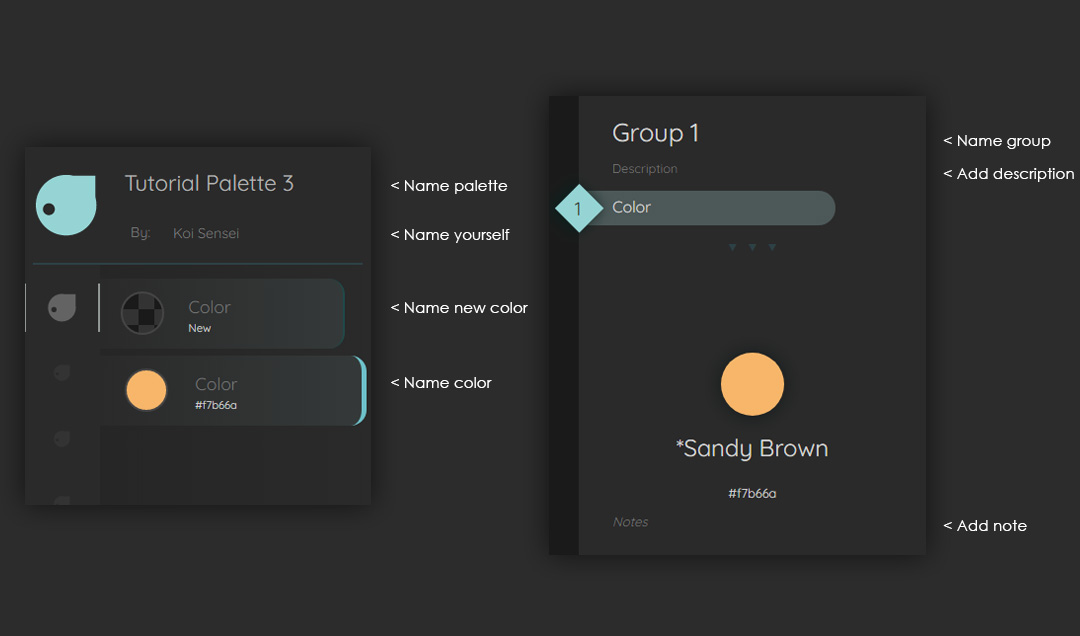 Tutorial Palette 3
By: Koi Sensei
Color
New
Color
#f7b66a
< Name palette
< Name yourself
< Name new color
< Name color
Group 1
Description
1
Color
*Sandy Brown
#f7b66a
Notes
< Name group
< Add description
< Add note